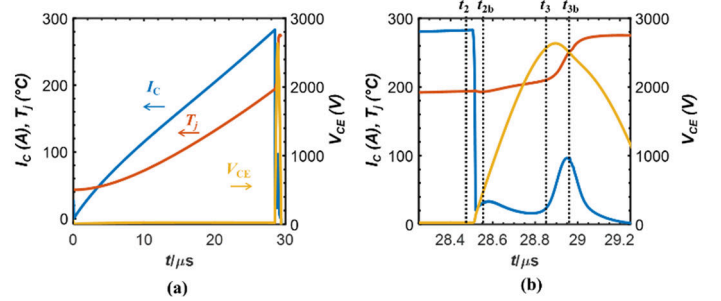 (a)
300
200
100
0
I_C (A), T_j (°C)
I_C
T_j
V_CE
3000
2000
1000
0
V_CE (V)
0 10 20 30
t/μs
(a)
t_2 t_2b t_3 t_3b
300
200
100
0
I_C (A), T_j (°C)
3000
2000
1000
0
V_CE (V)
28.4 28.6 28.8 29 29.2
t/μs
(b)